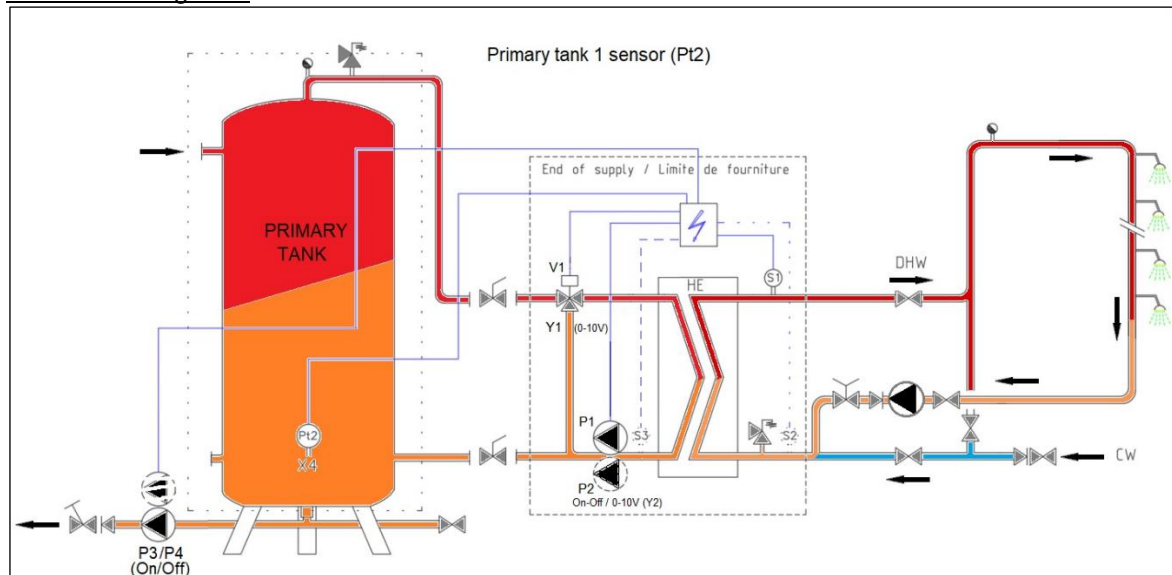 Primary tank 1 sensor (Pt2)
End of supply / Limite de fourniture
PRIMARY
TANK
V1
S1
DHW
HE
Y1 (0-10V)
P1
Pt2
X4
S3
S2
CW
P2
On-Off / 0-10V (Y2)
P3/P4
(On/Off)